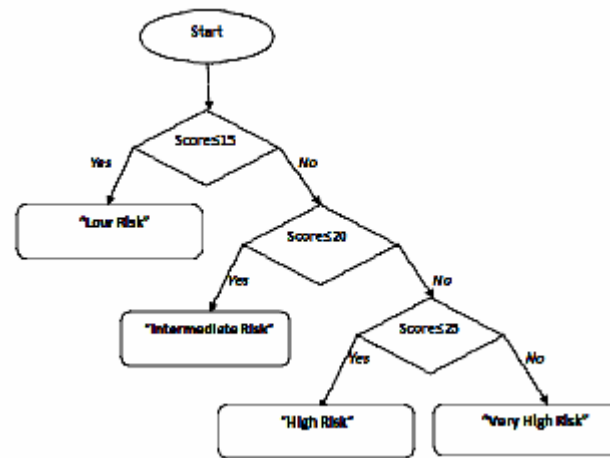 Start
Score≤15
Yes
No
"Low Risk"
Score≤20
Yes
No
"Intermediate Risk"
Score≤25
Yes
No
"High Risk"
"Very High Risk"